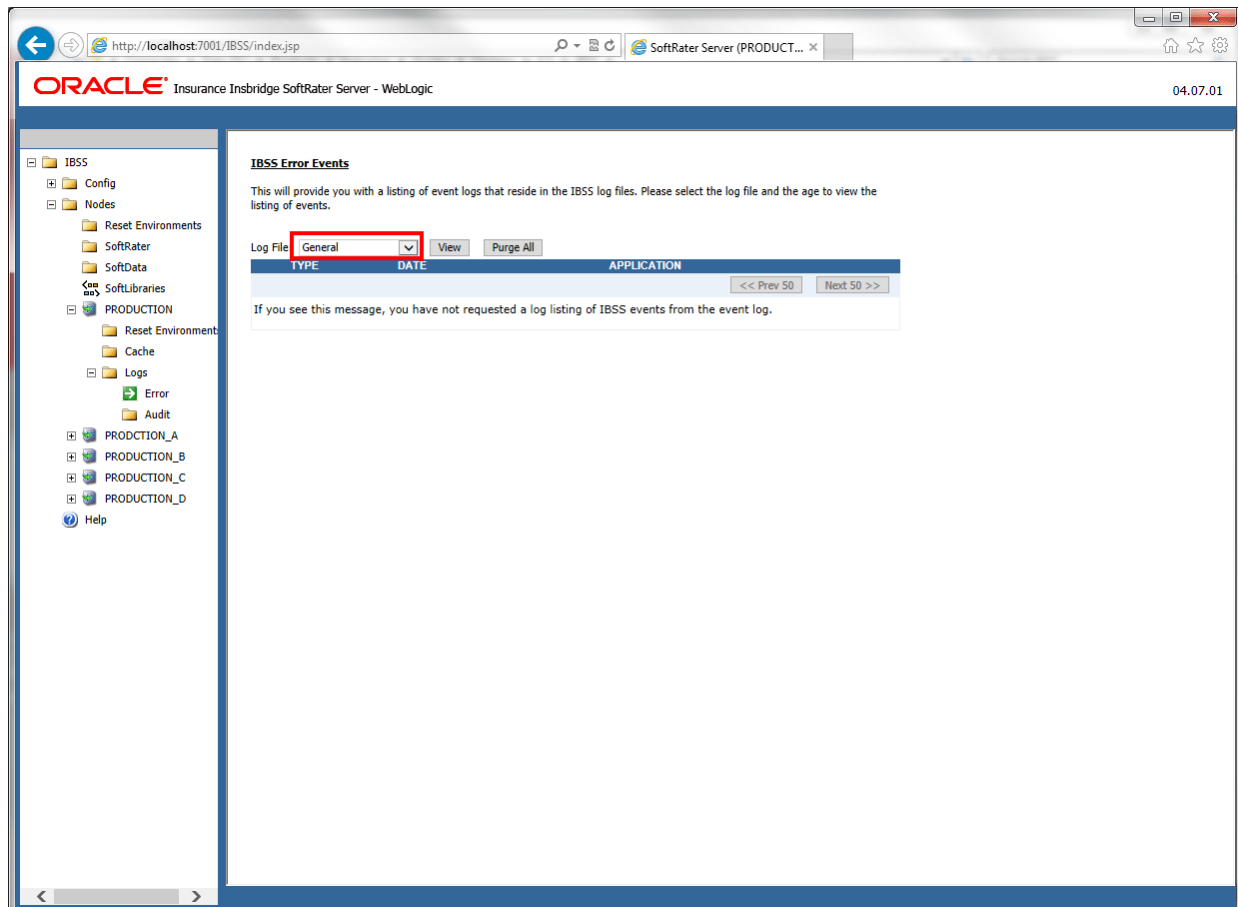 http://localhost:7001/IBSS/index.jsp
SoftRater Server (PRODUCT...
ORACLE Insurance Insbridge SoftRater Server - WebLogic
04.07.01
IBSS
Config
Nodes
Reset Environments
SoftRater
SoftData
SoftLibraries
PRODUCTION
Reset Environment
Cache
Logs
Error
Audit
PRODCTION_A
PRODUCTION_B
PRODUCTION_C
PRODUCTION_D
Help
IBSS Error Events
This will provide you with a listing of event logs that reside in the IBSS log files. Please select the log file and the age to view the
listing of events.
Log File General View Purge All
TYPE DATE APPLICATION
<< Prev 50 Next 50 >>
If you see this message, you have not requested a log listing of IBSS events from the event log.